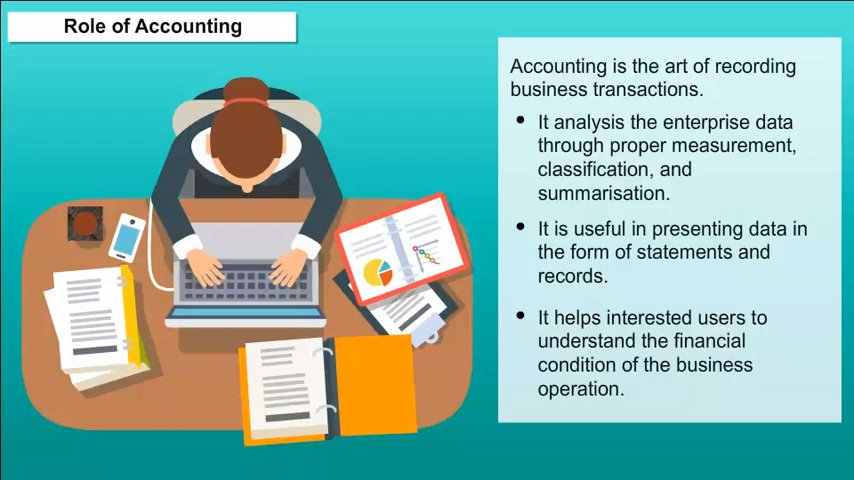 Role of Accounting
Accounting is the art of recording
business transactions.
• It analysis the enterprise data
through proper measurement,
classification, and
summarisation.
• It is useful in presenting data in
the form of statements and
records.
• It helps interested users to
understand the financial
condition of the business
operation.